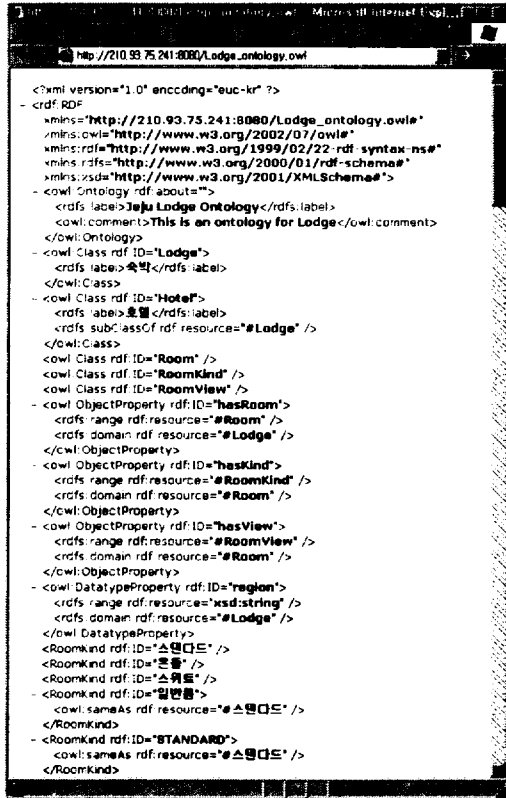 Microsoft Internet Expl
http://210.93.75.241:8080/Lodge_ontology.owl
<?xml version="1.0" encoding="euc-kr" ?>
- <rdf:RDF
xmlns="http://210.93.75.241:8080/Lodge_ontology.owl#"
xmlns:owl="http://www.w3.org/2002/07/owl#"
xmlns:rdf="http://www.w3.org/1999/02/22-rdf-syntax-ns#"
xmlns:rdfs="http://www.w3.org/2000/01/rdf-schema#"
xmlns:xsd="http://www.w3.org/2001/XMLSchema#">
- <owl:Ontology rdf:about="">
<rdfs:label>Jeju Lodge Ontology</rdfs:label>
<owl:comment>This is an ontology for Lodge</owl:comment>
</owl:Ontology>
- <owl:Class rdf:ID="Lodge">
<rdfs:label>숙박</rdfs:label>
</owl:Class>
- <owl:Class rdf:ID="Hotel">
<rdfs:label>호텔</rdfs:label>
<rdfs:subClassOf rdf:resource="#Lodge" />
</owl:Class>
<owl:Class rdf:ID="Room" />
<owl:Class rdf:ID="RoomKind" />
<owl:Class rdf:ID="RoomView" />
- <owl:ObjectProperty rdf:ID="hasRoom">
<rdfs:range rdf:resource="#Room" />
<rdfs:domain rdf:resource="#Lodge" />
</owl:ObjectProperty>
- <owl:ObjectProperty rdf:ID="hasKind">
<rdfs:range rdf:resource="#RoomKind" />
<rdfs:domain rdf:resource="#Room" />
</owl:ObjectProperty>
- <owl:ObjectProperty rdf:ID="hasView">
<rdfs:range rdf:resource="#RoomView" />
<rdfs:domain rdf:resource="#Room" />
</owl:ObjectProperty>
- <owl:DatatypeProperty rdf:ID="region">
<rdfs:range rdf:resource="xsd:string" />
<rdfs:domain rdf:resource="#Lodge" />
</owl:DatatypeProperty>
<RoomKind rdf:ID="스탠다드" />
<RoomKind rdf:ID="온돌" />
<RoomKind rdf:ID="스위트" />
- <RoomKind rdf:ID="일반룸">
<owl:sameAs rdf:resource="#스탠다드" />
</RoomKind>
- <RoomKind rdf:ID="STANDARD">
<owl:sameAs rdf:resource="#스탠다드" />
</RoomKind>